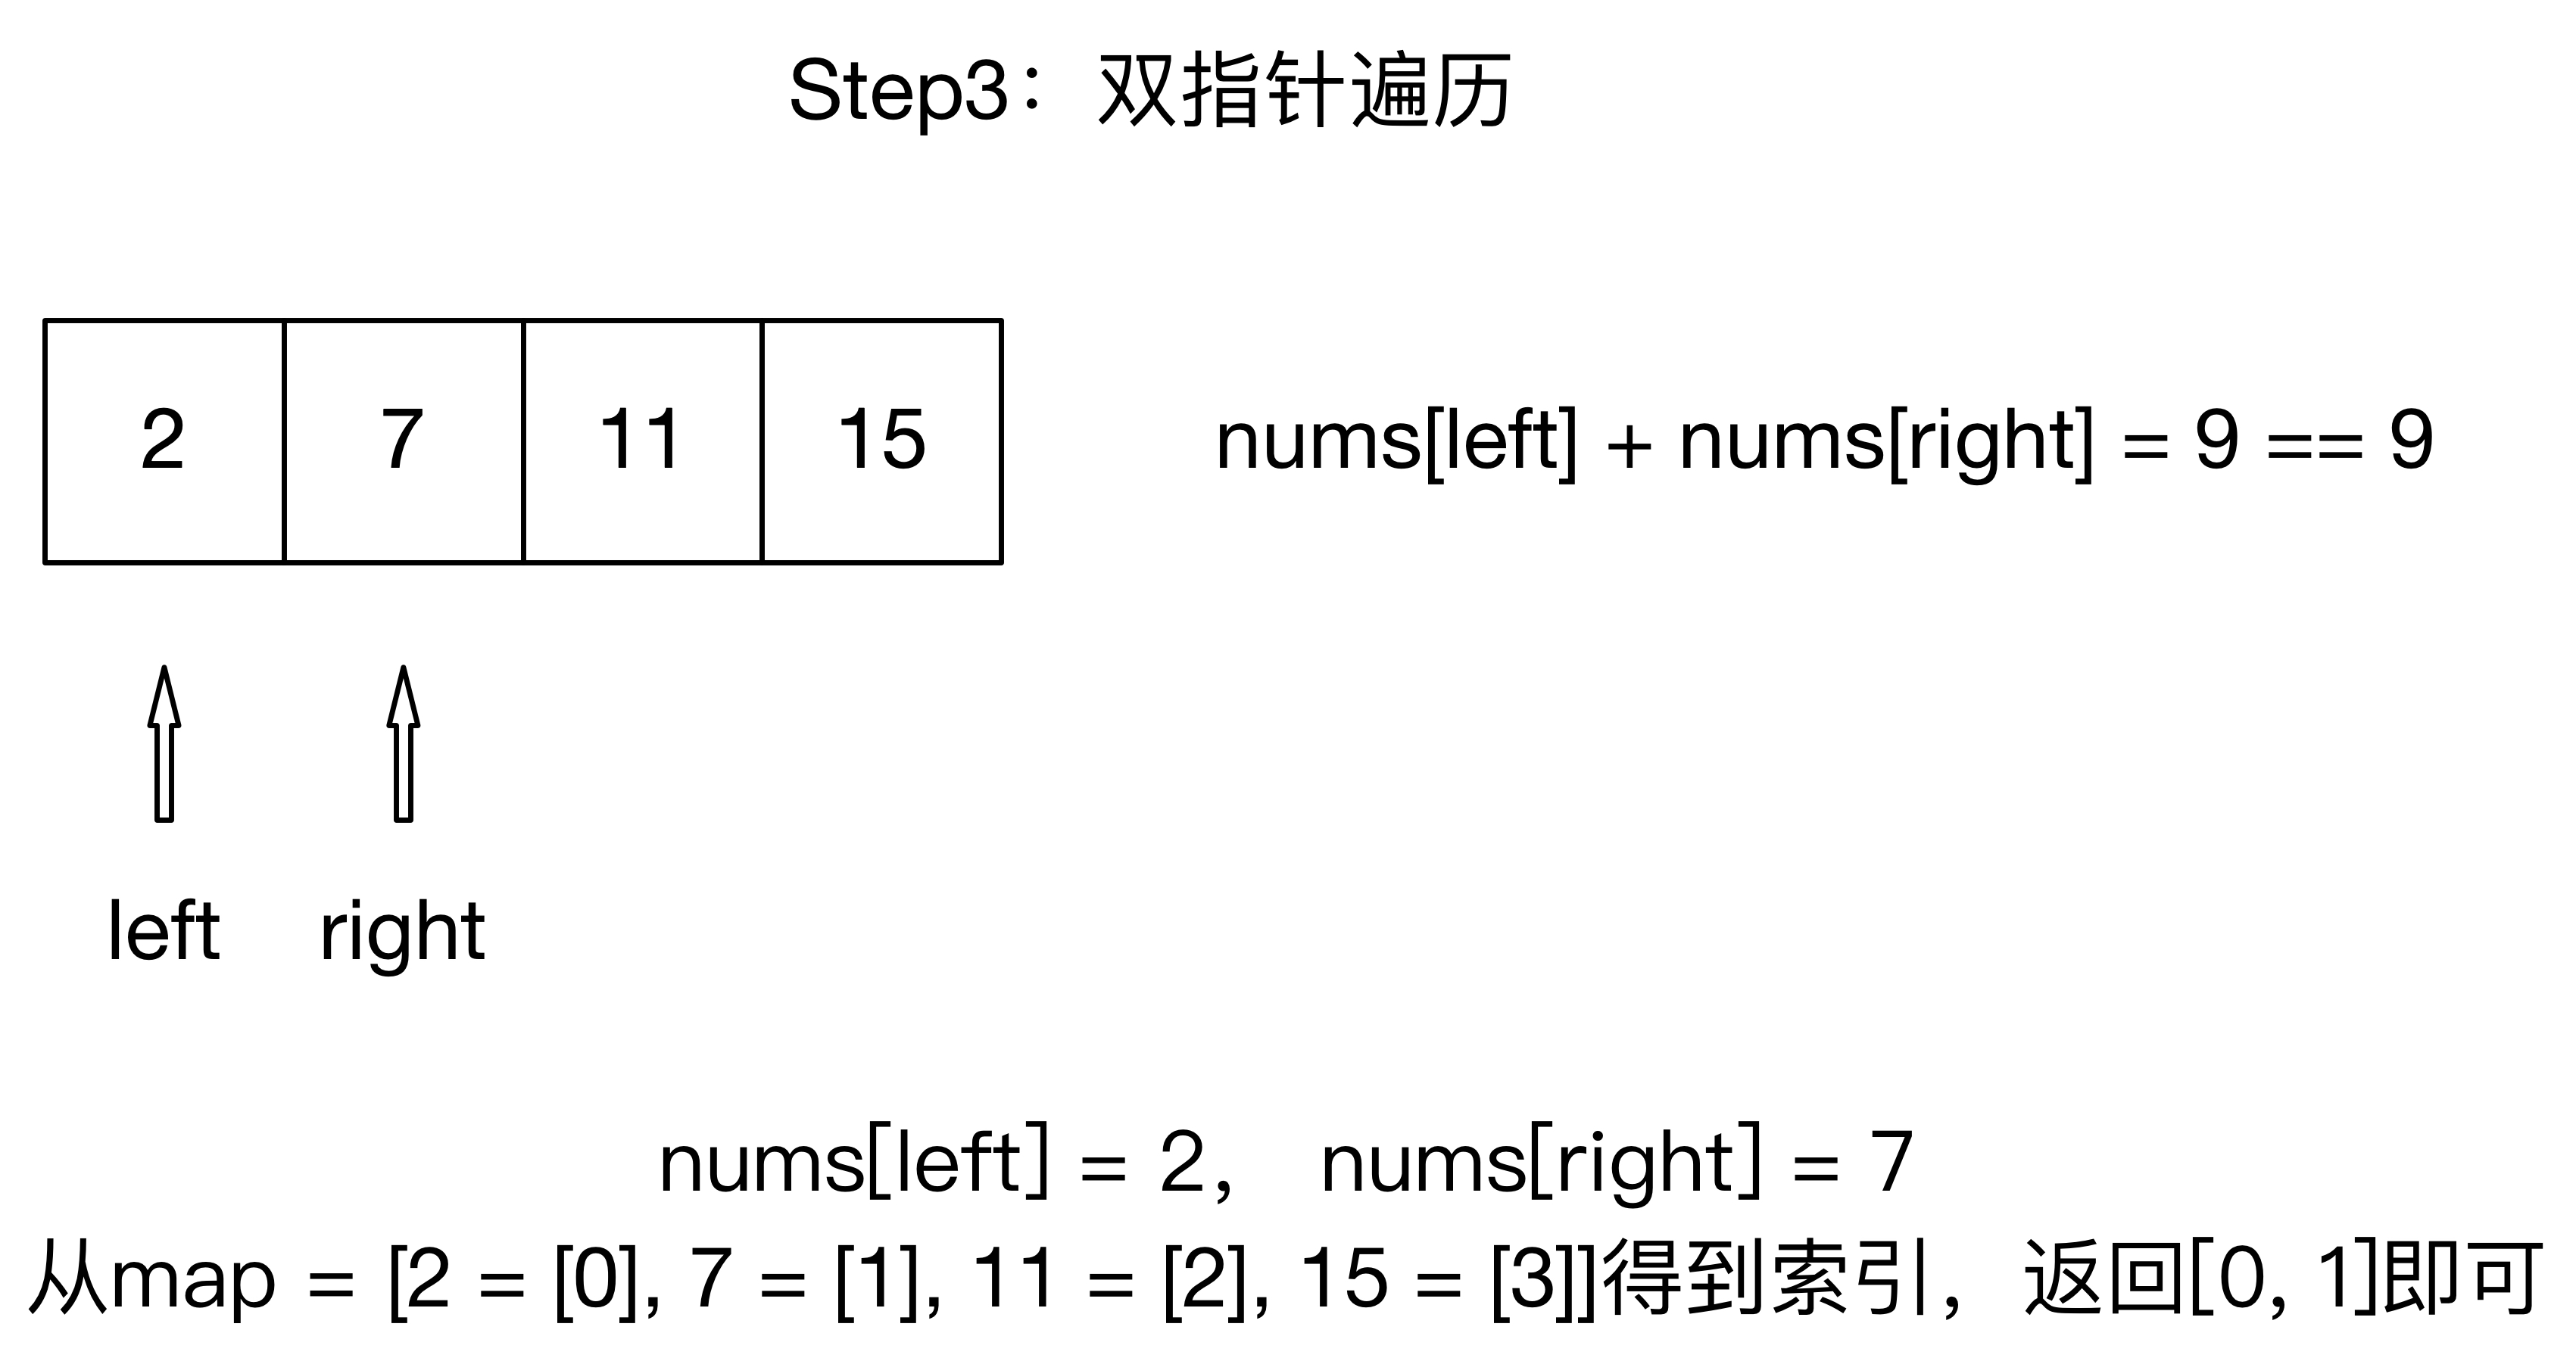 Step3：双指针遍历
2 7 11 15
nums[left] + nums[right] = 9 == 9
left right
nums[left] = 2， nums[right] = 7
从map = [2 = [0], 7 = [1], 11 = [2], 15 = [3]]得到索引，返回[0, 1]即可